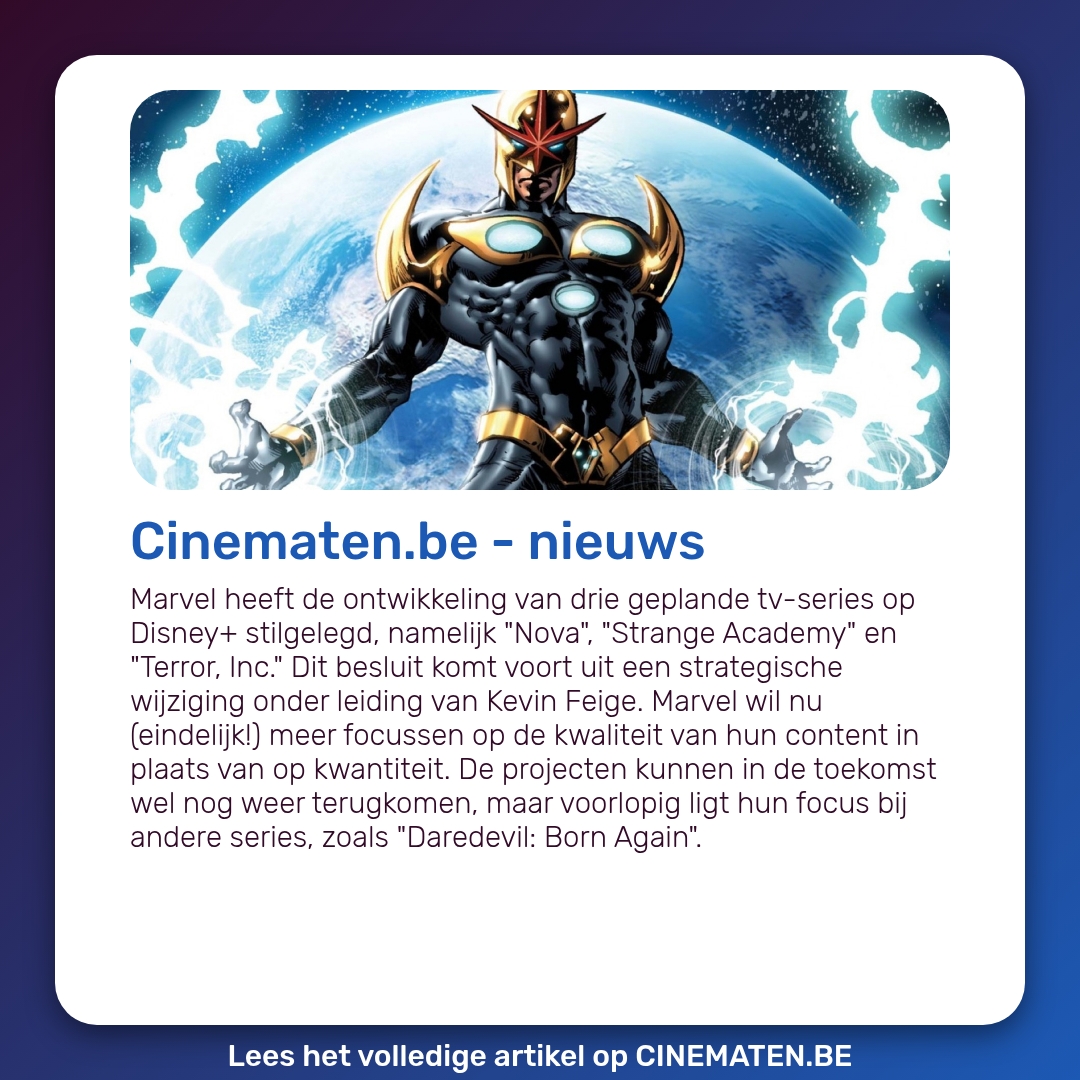 Cinematen.be - nieuws
Marvel heeft de ontwikkeling van drie geplande tv-series op
Disney+ stilgelegd, namelijk "Nova", "Strange Academy" en
"Terror, Inc." Dit besluit komt voort uit een strategische
wijziging onder leiding van Kevin Feige. Marvel wil nu
(eindelijk!) meer focussen op de kwaliteit van hun content in
plaats van op kwantiteit. De projecten kunnen in de toekomst
wel nog weer terugkomen, maar voorlopig ligt hun focus bij
andere series, zoals "Daredevil: Born Again".
Lees het volledige artikel op CINEMATEN.BE